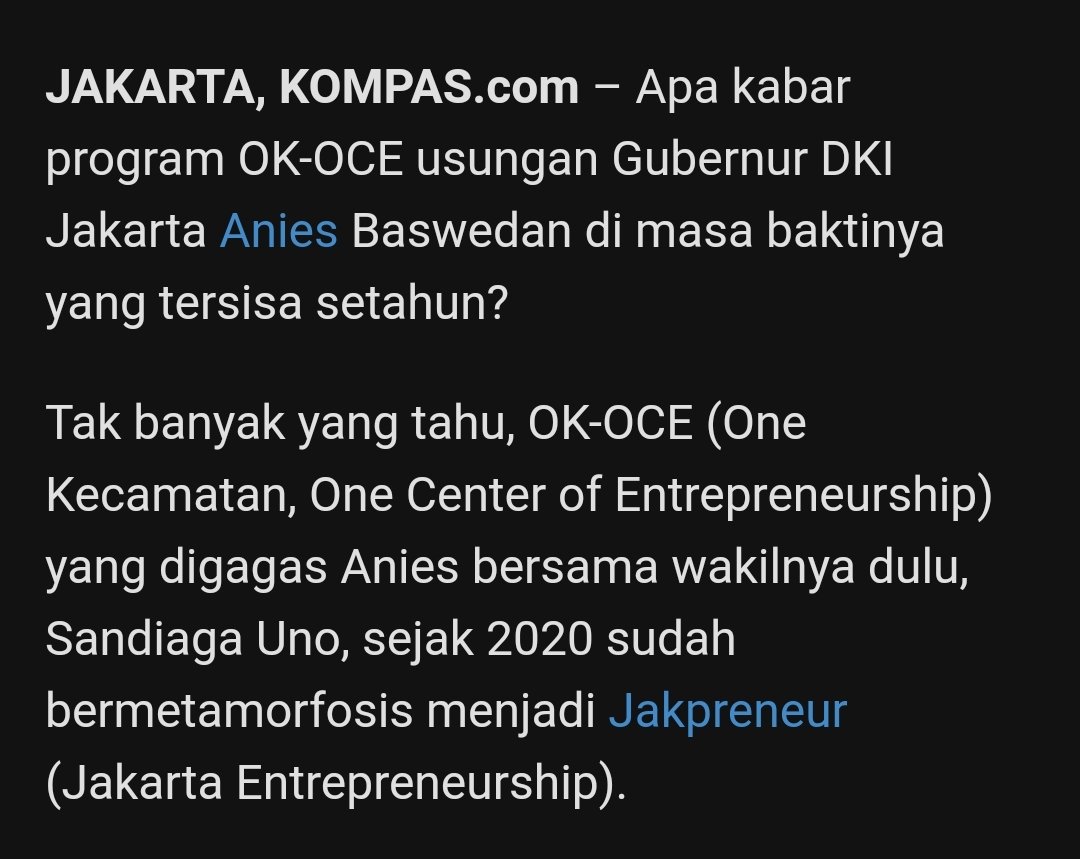 JAKARTA, KOMPAS.com – Apa kabar
program OK-OCE usungan Gubernur DKI
Jakarta Anies Baswedan di masa baktinya
yang tersisa setahun?
Tak banyak yang tahu, OK-OCE (One
Kecamatan, One Center of Entrepreneurship)
yang digagas Anies bersama wakilnya dulu,
Sandiaga Uno, sejak 2020 sudah
bermetamorfosis menjadi Jakpreneur
(Jakarta Entrepreneurship).